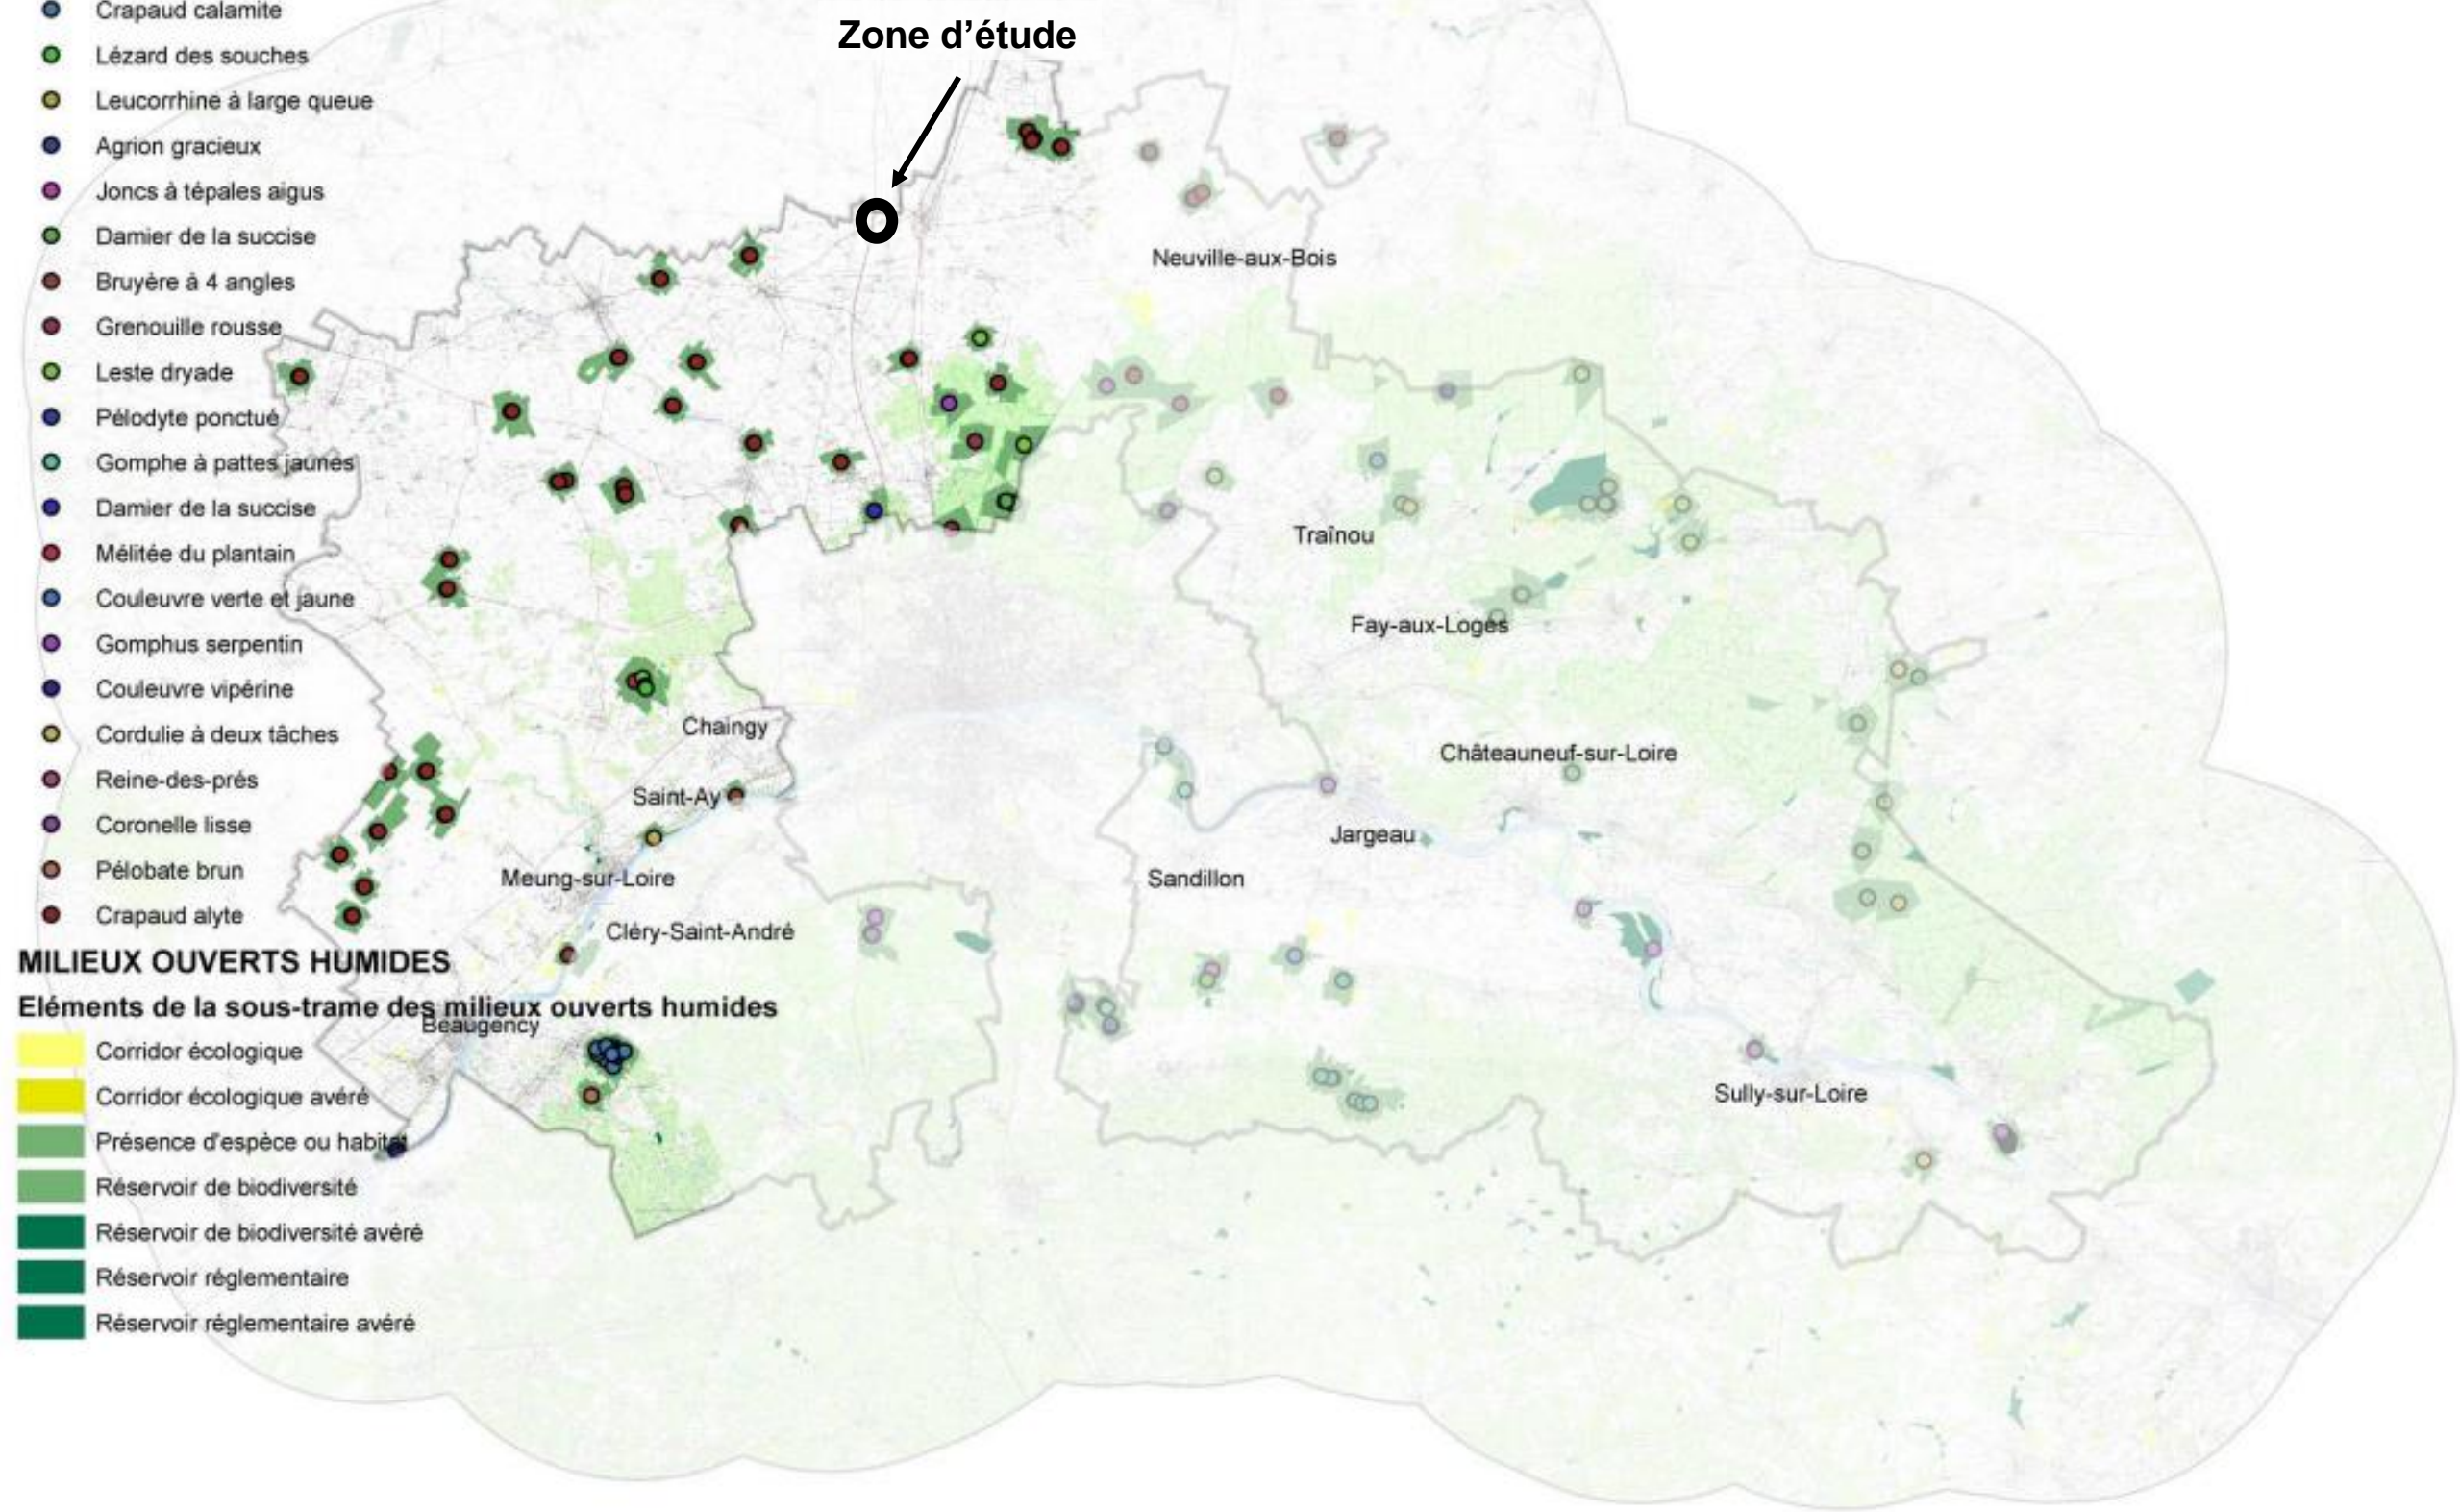 Crapaud calamite
Lézard des souches
Leucorrhine à large queue
Agrion gracieux
Joncs à tépales aigus
Damier de la succise
Bruyère à 4 angles
Grenouille rousse
Leste dryade
Pélodyte ponctué
Gomphe à pattes jaunes
Damier de la succise
Mélitée du plantain
Couleuvre verte et jaune
Gomphus serpentin
Couleuvre vipérine
Cordulie à deux tâches
Reine-des-prés
Coronelle lisse
Pélobate brun
Crapaud alyte
MILIEUX OUVERTS HUMIDES
Eléments de la sous-trame des milieux ouverts humides
Corridor écologique
Corridor écologique avéré
Présence d'espèce ou habitat
Réservoir de biodiversité
Réservoir de biodiversité avéré
Réservoir réglementaire
Réservoir réglementaire avéré
Zone d'étude
Neuville-aux-Bois
Traînou
Fay-aux-Loges
Chaingy
Châteauneuf-sur-Loire
Saint-Ay
Jargeau
Meung-sur-Loire
Sandillon
Cléry-Saint-André
Beaugency
Sully-sur-Loire